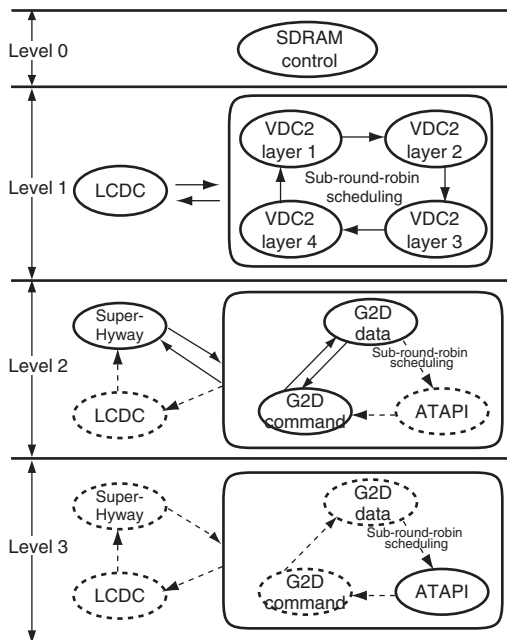 Level 0
SDRAM
control
Level 1
LCDC
VDC2
layer 1
VDC2
layer 2
Sub-round-robin
scheduling
VDC2
layer 4
VDC2
layer 3
Level 2
Super-
Hyway
LCDC
G2D
data
Sub-round-robin
scheduling
G2D
command
ATAPI
Level 3
Super-
Hyway
LCDC
G2D
data
Sub-round-robin
scheduling
G2D
command
ATAPI